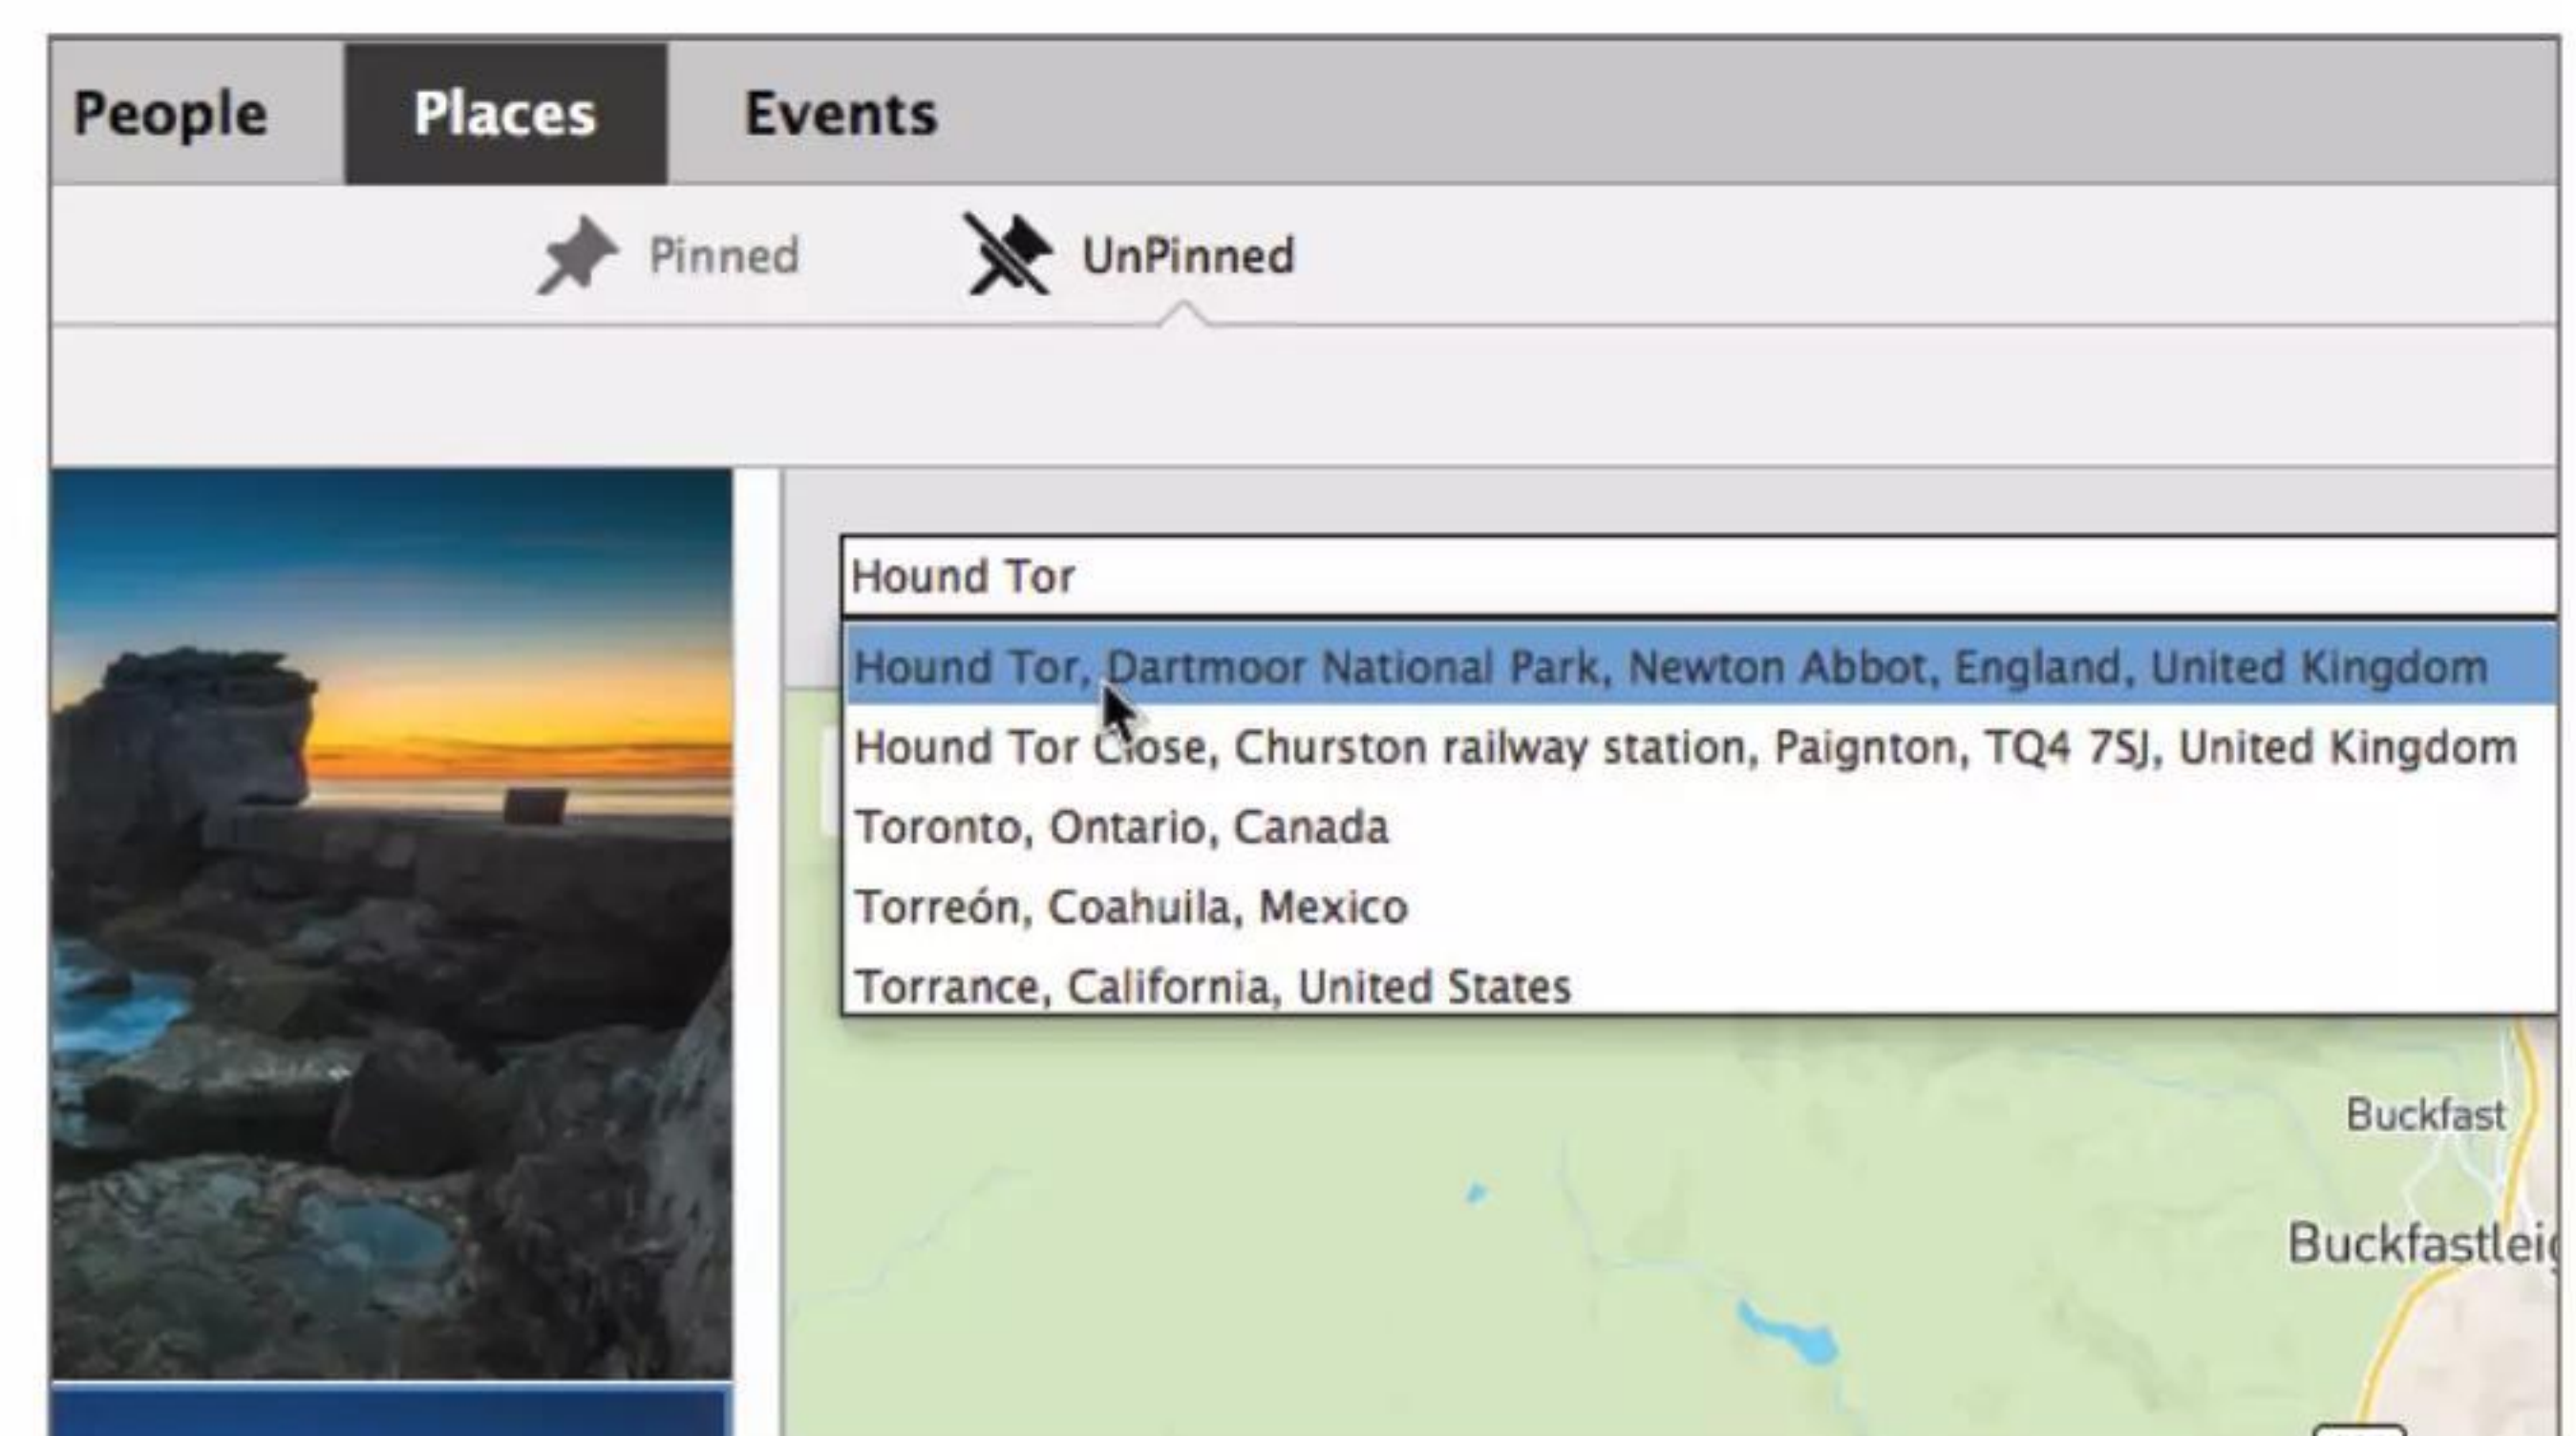 People Places Events
Pinned UnPinned
Hound Tor
Hound Tor, Dartmoor National Park, Newton Abbot, England, United Kingdom
Hound Tor Close, Churston railway station, Paignton, TQ4 7SJ, United Kingdom
Toronto, Ontario, Canada
Torreón, Coahuila, Mexico
Torrance, California, United States
Buckfast
Buckfastleig